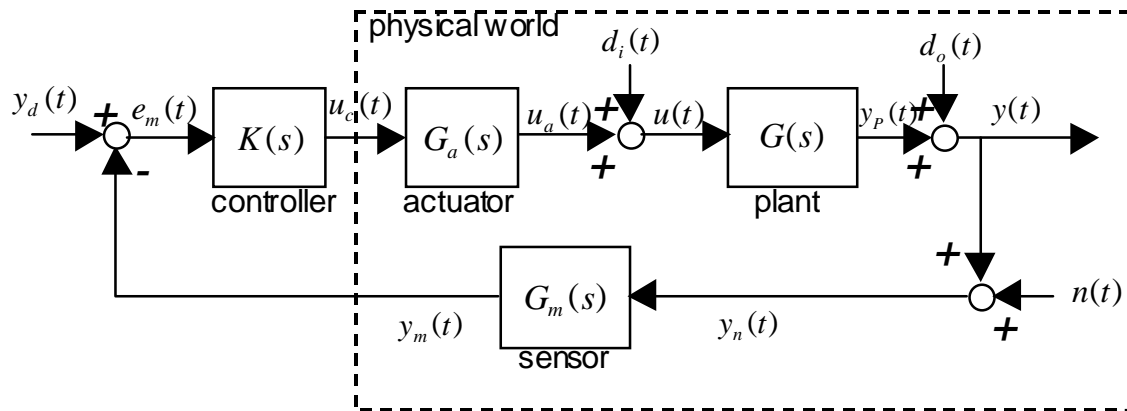 physical world
d_i(t)
d_o(t)
y_d(t)
+
e_m(t)
u_c(t)
u_a(t)
+
u(t)
y_P(t)
+
y(t)
K(s)
G_a(s)
+
G(s)
+
-
controller
actuator
plant
+
G_m(s)
n(t)
y_m(t)
y_n(t)
+
sensor